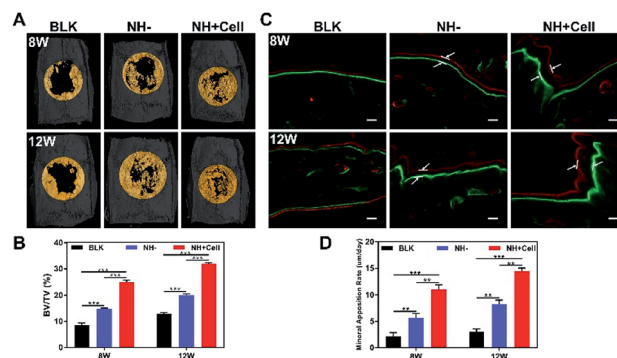 A
BLK
NH-
NH+Cell
8W
12W
C
BLK
NH-
NH+Cell
8W
12W
B
BLK
NH-
NH+Cell
BV/TV (%)
40
30
20
10
0
***
***
***
***
***
***
8W
12W
D
BLK
NH-
NH+Cell
Mineral Apposition Rate (um/day)
20
15
10
5
0
***
**
**
***
**
**
8W
12W